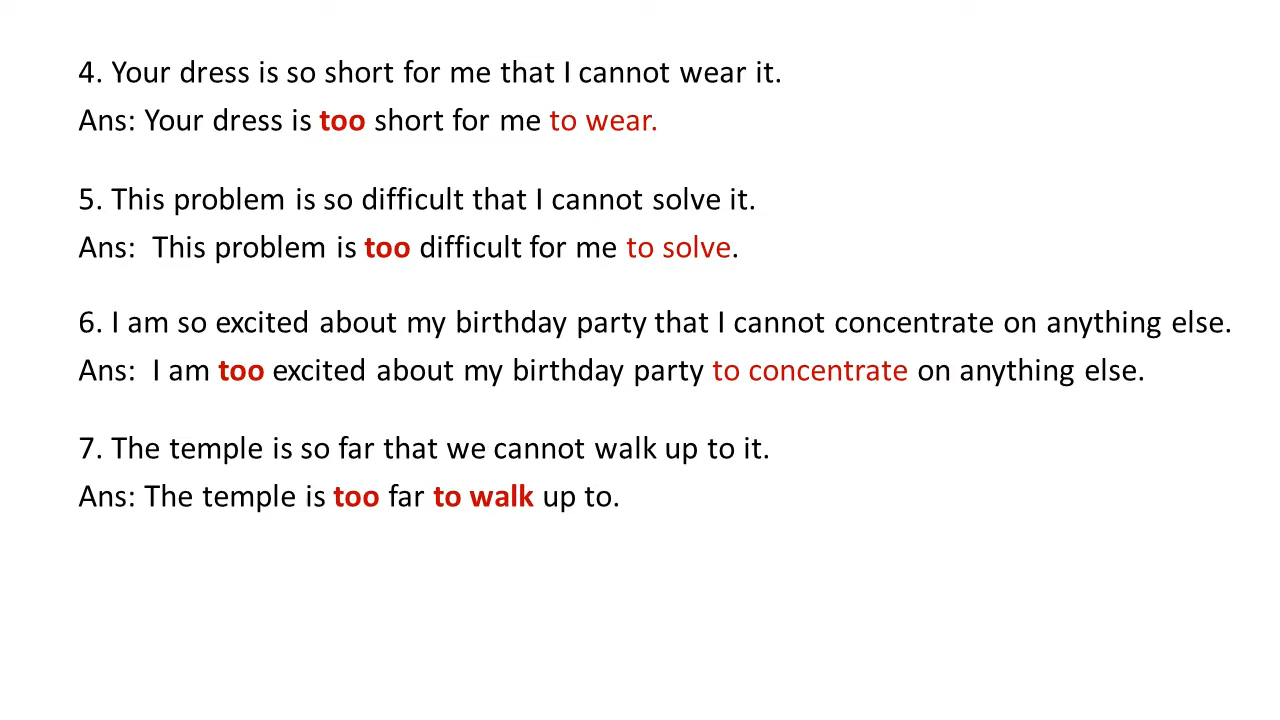 4. Your dress is so short for me that I cannot wear it.
Ans: Your dress is too short for me to wear.
5. This problem is so difficult that I cannot solve it.
Ans:  This problem is too difficult for me to solve.
6. I am so excited about my birthday party that I cannot concentrate on anything else.
Ans:  I am too excited about my birthday party to concentrate on anything else.
7. The temple is so far that we cannot walk up to it.
Ans: The temple is too far to walk up to.